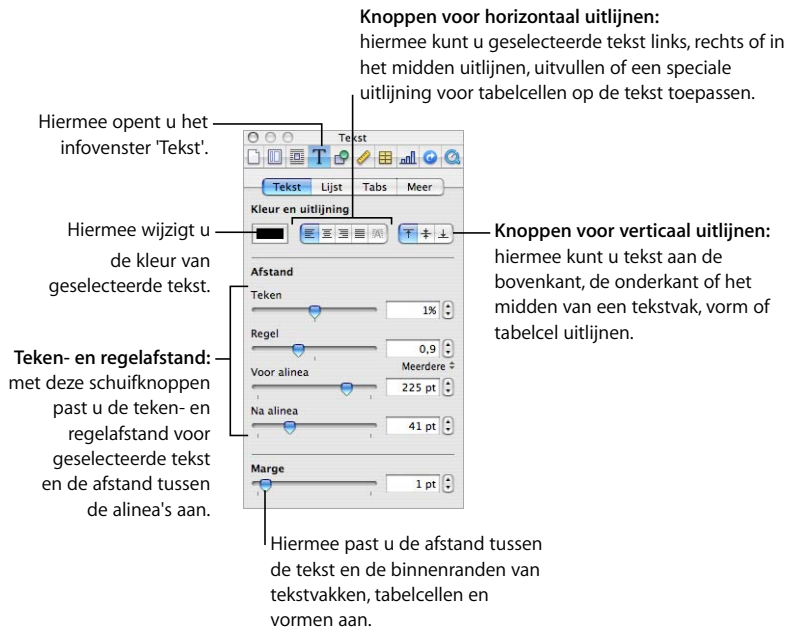 Knoppen voor horizontaal uitlijnen:
hiermee kunt u geselecteerde tekst links, rechts of in
het midden uitlijnen, uitvullen of een speciale
uitlijning voor tabelcellen op de tekst toepassen.
Hiermee opent u het
infovenster 'Tekst'.
Tekst
T
Tekst Lijst Tabs Meer
Kleur en uitlijning
Hiermee wijzigt u
de kleur van
geselecteerde tekst.
Knoppen voor verticaal uitlijnen:
hiermee kunt u tekst aan de
bovenkant, de onderkant of het
midden van een tekstvak, vorm of
tabelcel uitlijnen.
Afstand
Teken
1%
Regel
0,9
Meerdere
Voor alinea
225 pt
Na alinea
41 pt
Teken- en regelafstand:
met deze schuifknoppen
past u de teken- en
regelafstand voor
geselecteerde tekst
en de afstand tussen
de alinea's aan.
Marge
1 pt
Hiermee past u de afstand tussen
de tekst en de binnenranden van
tekstvakken, tabelcellen en
vormen aan.